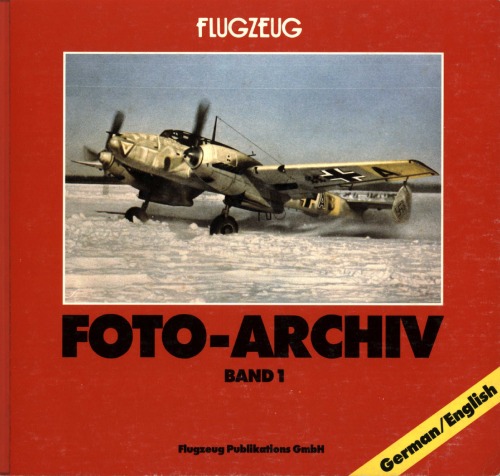 FLUGZEUG
FOTO-ARCHIV
BAND 1
German/English
Flugzeug Publikations GmbH